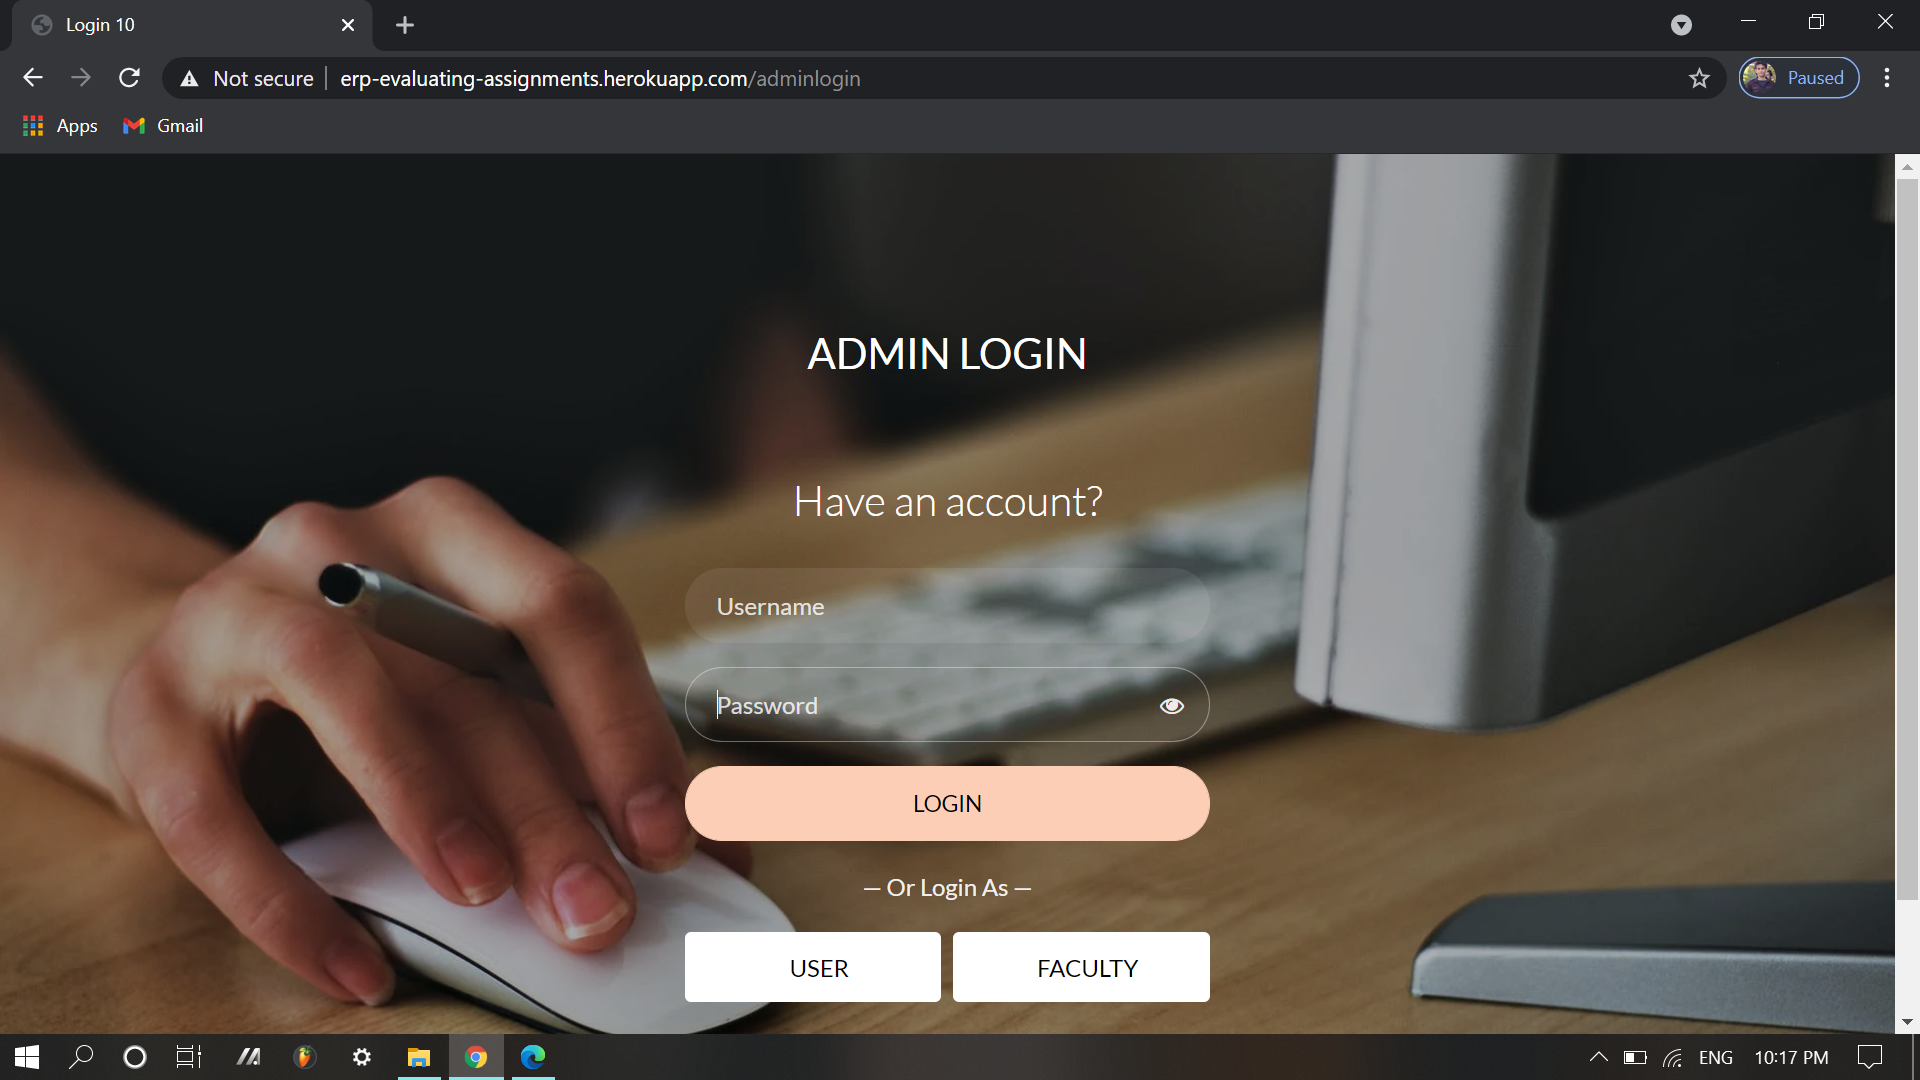 Login 10
Not secure erp-evaluating-assignments.herokuapp.com/adminlogin
Paused
Apps
Gmail
ADMIN LOGIN
Have an account?
Username
Password
LOGIN
— Or Login As —
USER
FACULTY
ENG
10:17 PM